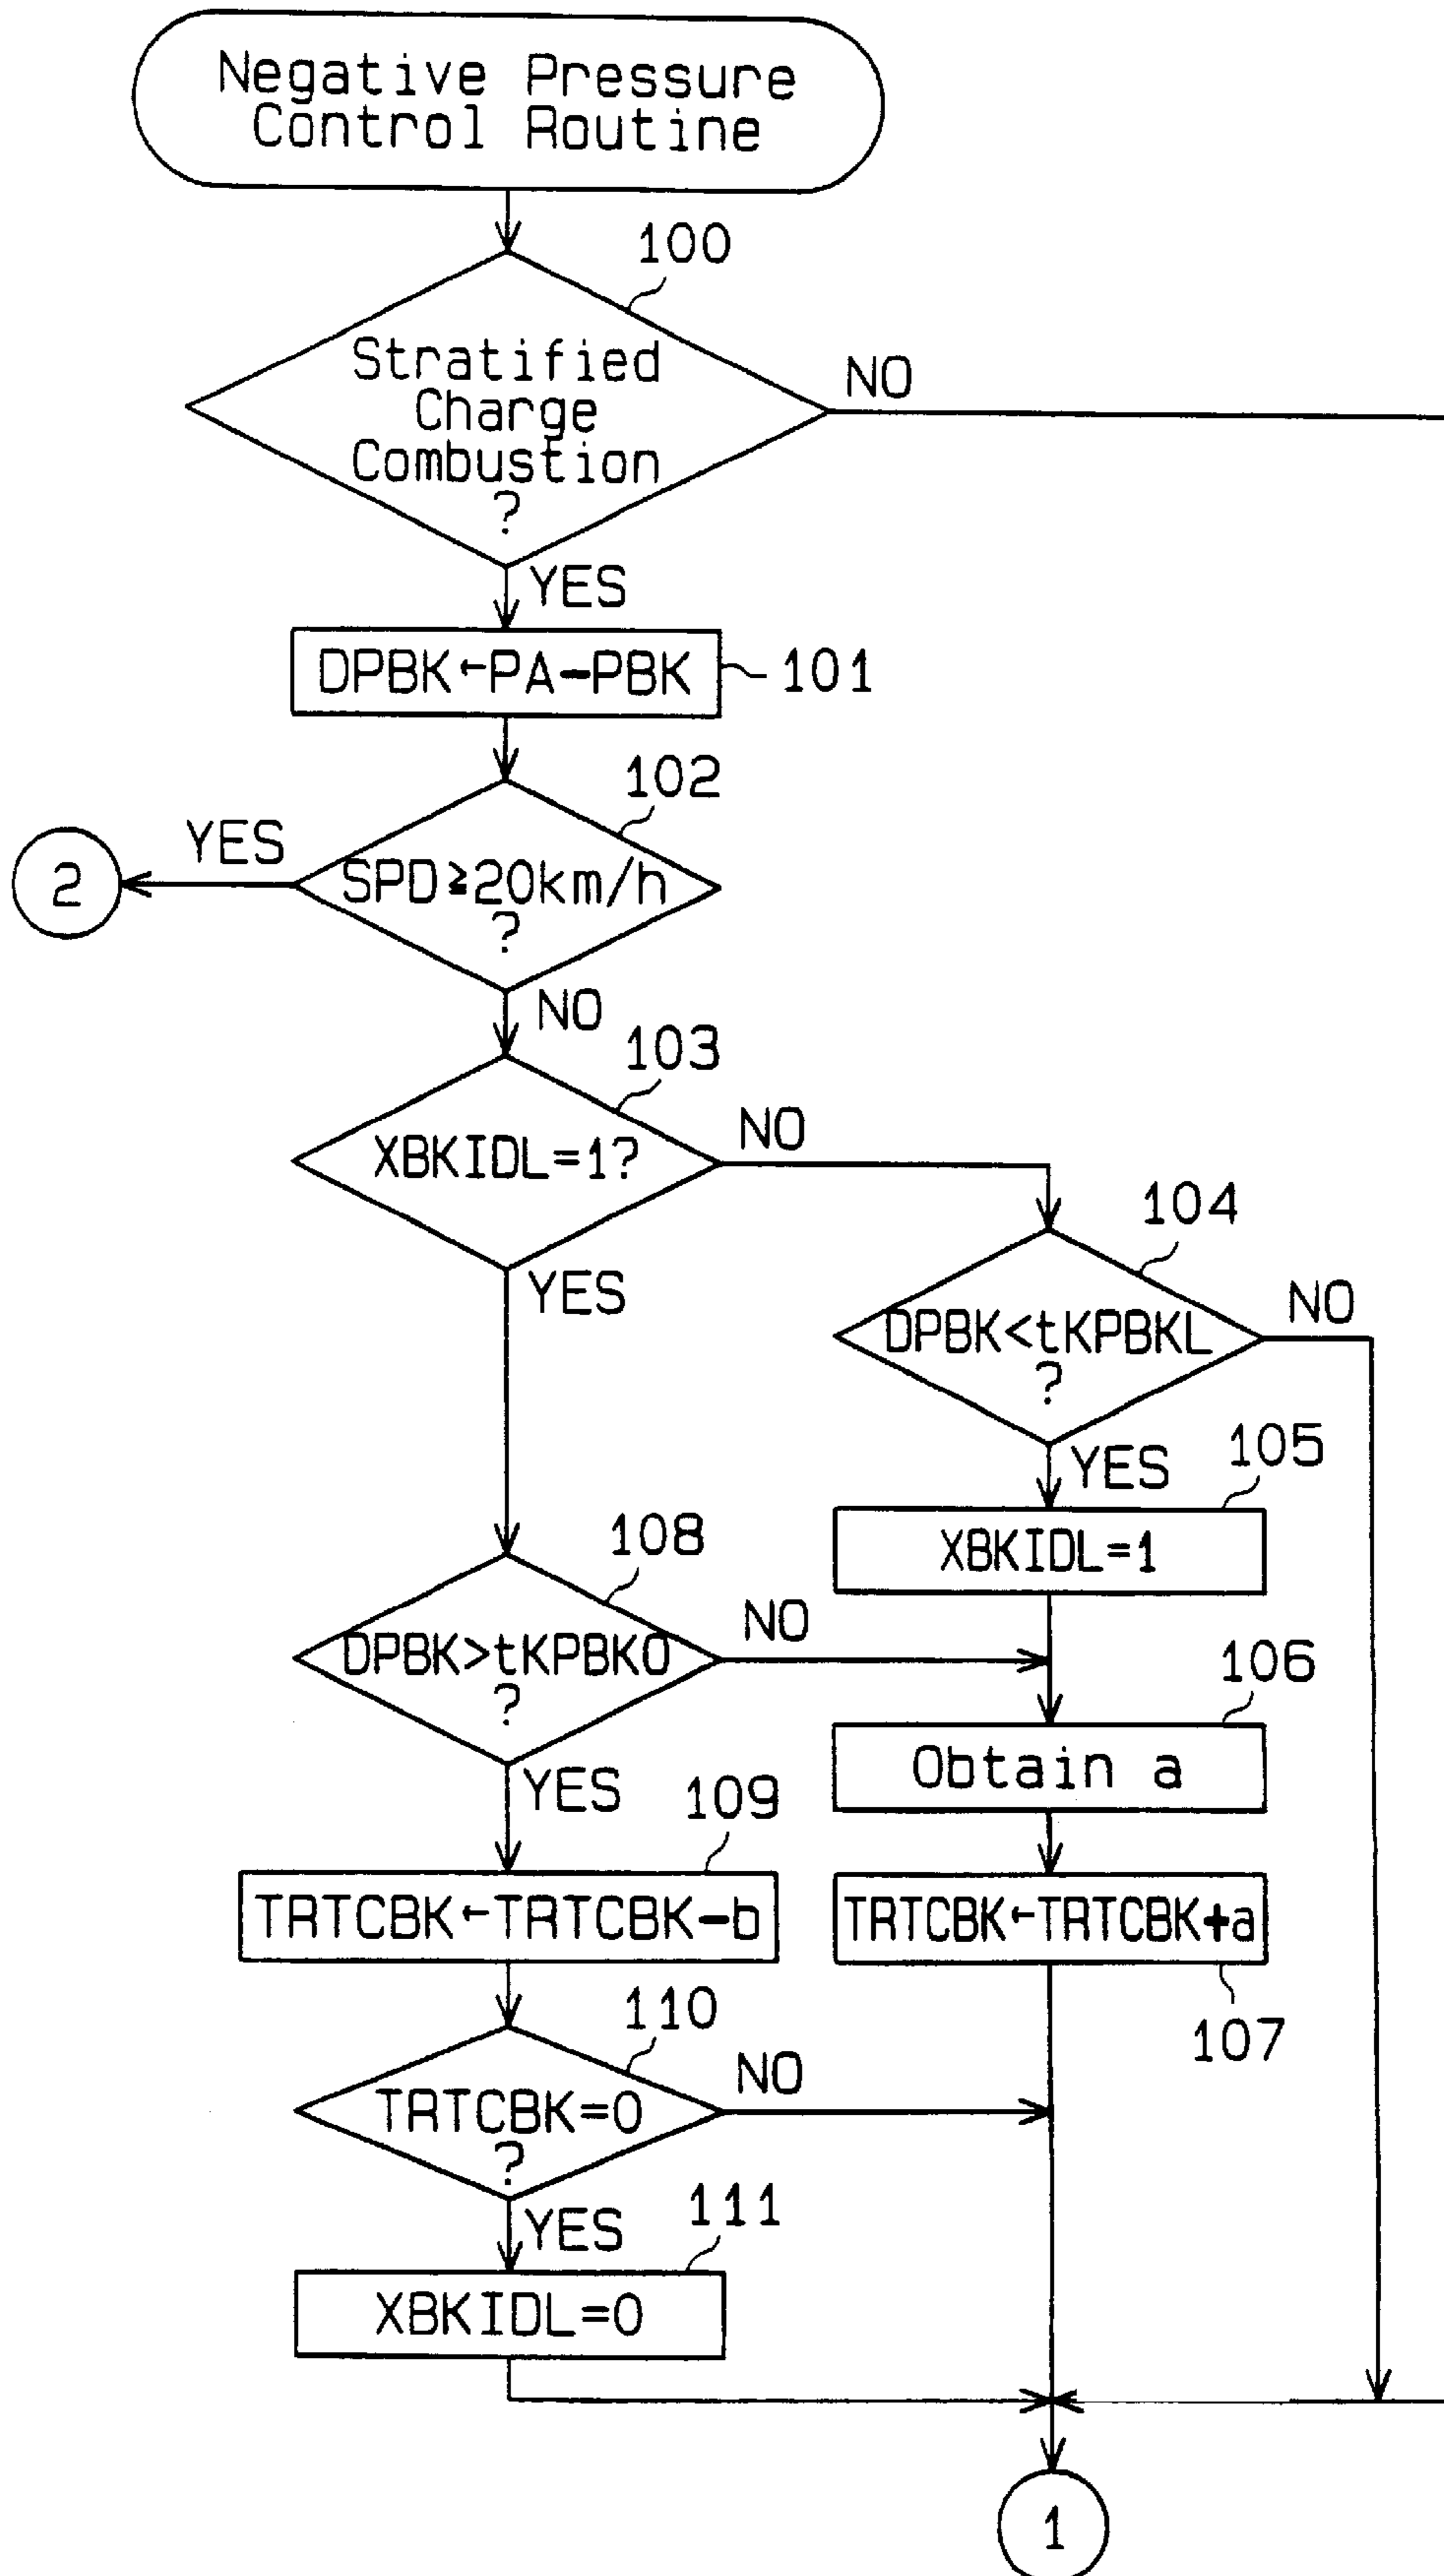 Negative Pressure
Control Routine
100
Stratified
Charge
Combustion
?
NO
YES
DPBK←PA-PBK
101
102
YES
SPD≧20km/h
?
2
NO
103
XBKIDL=1?
NO
104
YES
DPBK<tKPBKL
?
NO
YES
105
XBKIDL=1
108
DPBK>tKPBKO
?
NO
106
Obtain a
YES
109
TRTCBK←TRTCBK-b
TRTCBK←TRTCBK+a
107
110
TRTCBK=0
?
NO
YES
111
XBKIDL=0
1